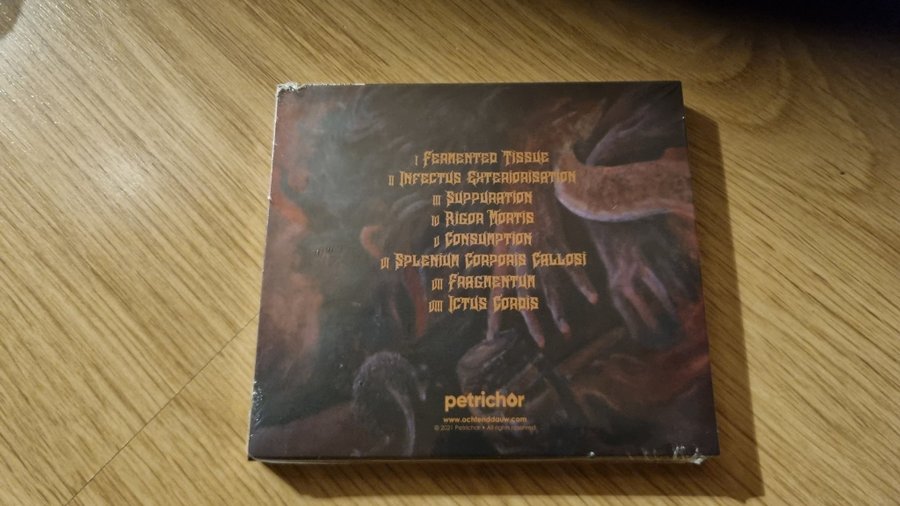 I Fermented Tissue
II Infectus Exteriorisation
III Suppuration
IV Rigor Mortis
V Consumption
VI Splenium Corporis Callosi
VII Fragmentum
VIII Ictus Cordis
petrichor
www.ochtenddauw.com
© 2021 Petrichor • All rights reserved